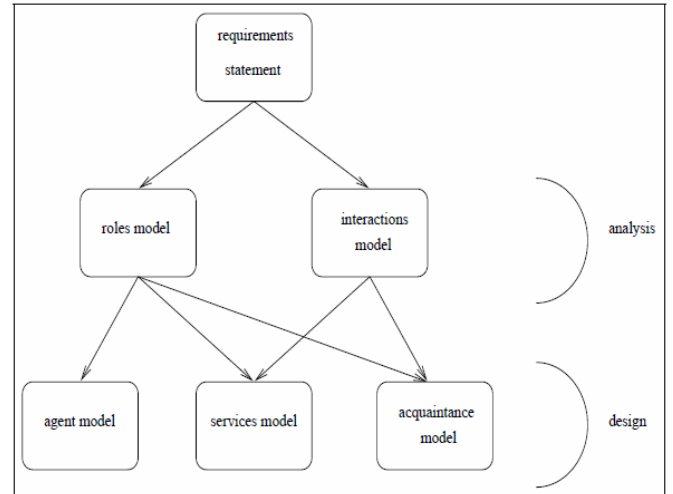 requirements
statement
roles model
interactions
model
analysis
agent model
services model
acquaintance
model
design